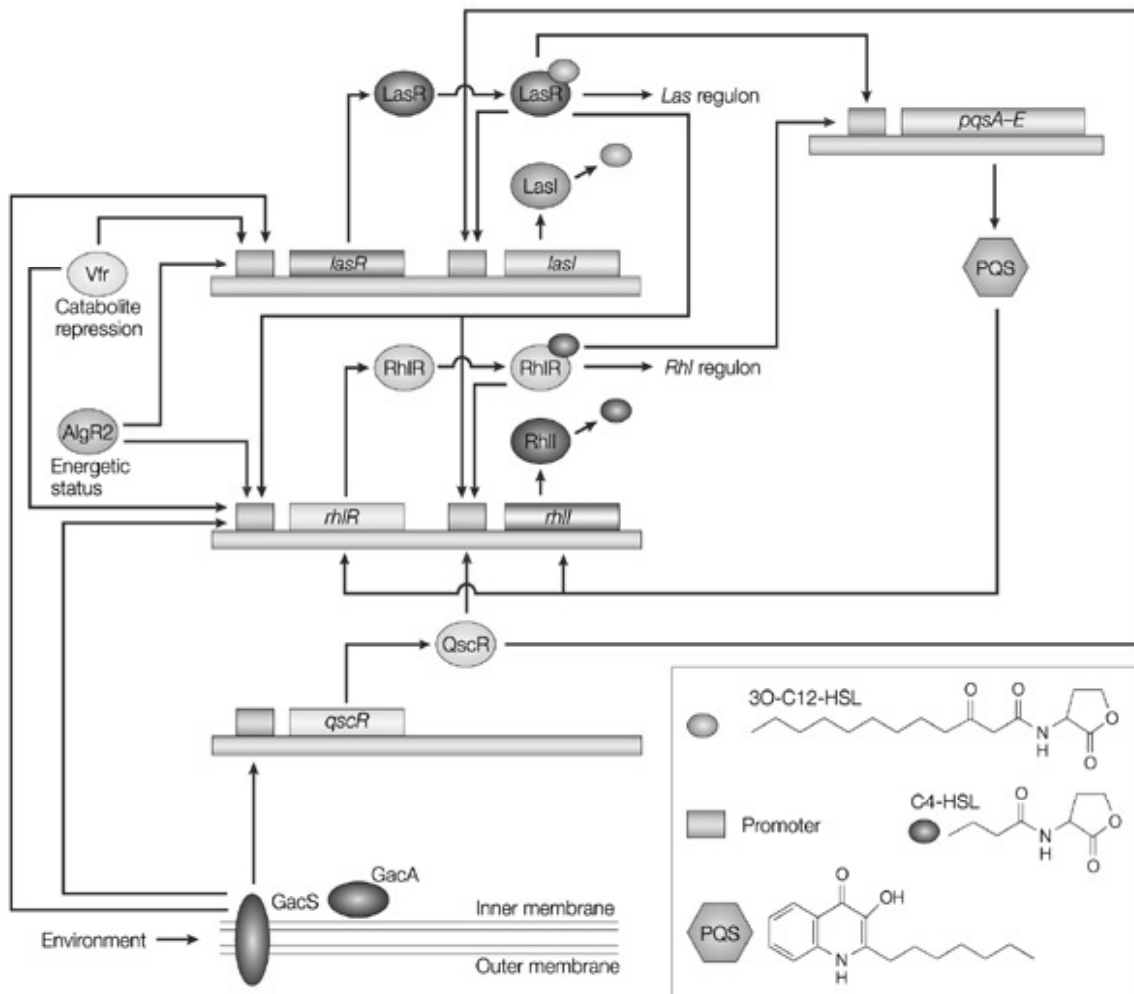 LasR
LasR
Las regulon
pqsA–E
LasI
Vfr
lasR
lasI
PQS
Catabolite
repression
RhlR
RhlR
Rhl regulon
AlgR2
RhlI
Energetic
status
rhlR
rhlI
QscR
3O-C12-HSL
qscR
O
O
N
H
O
O
C4-HSL
Promoter
O
N
H
O
O
GacA
GacS
Inner membrane
O
OH
Environment
PQS
Outer membrane
N
H